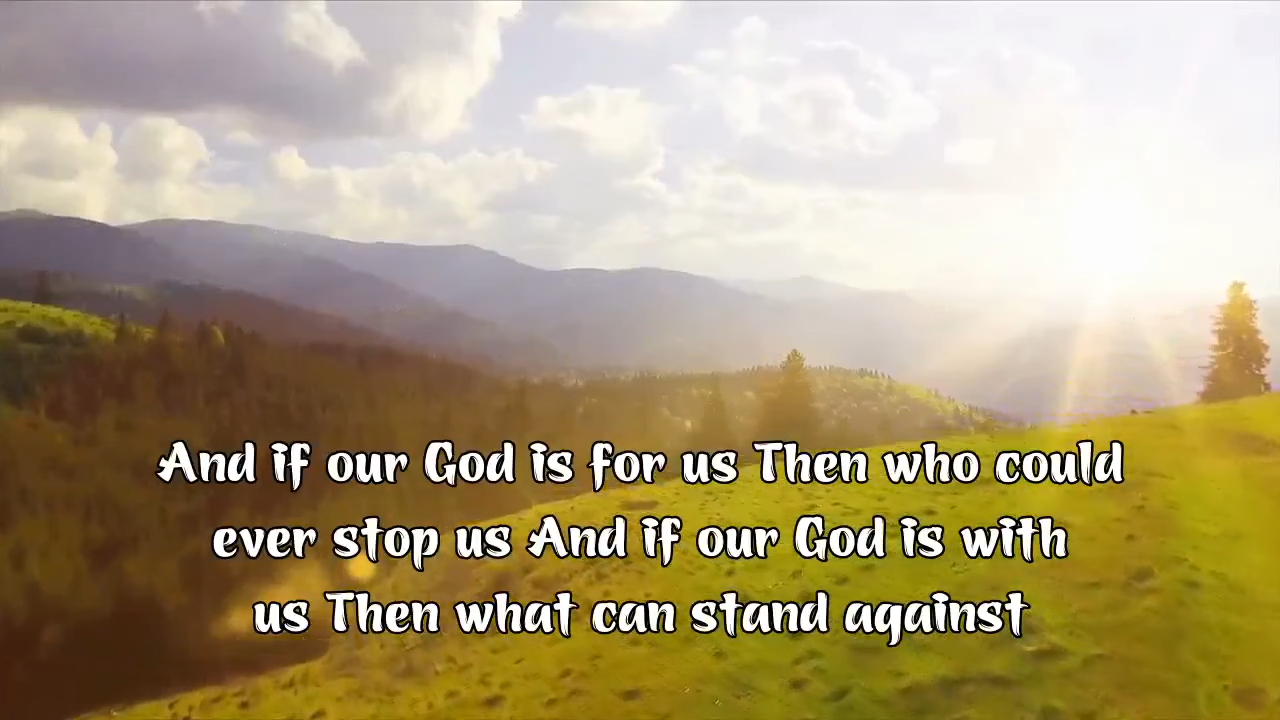 And if our God is for us Then who could
ever stop us And if our God is with
us Then what can stand against